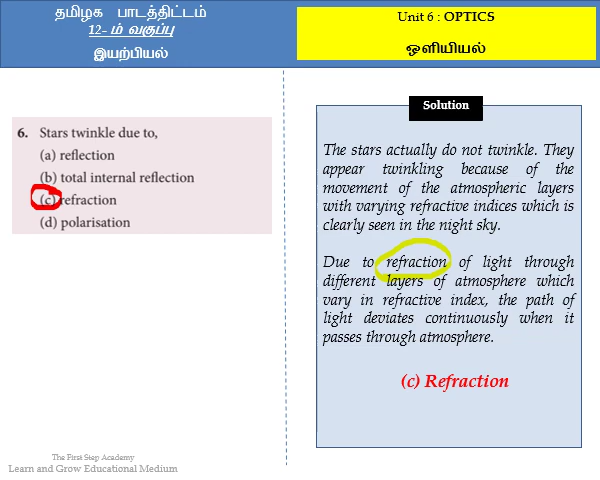 தமிழக பாடத்திட்டம்
12- ம் வகுப்பு
இயற்பியல்
Unit 6 : OPTICS
ஒளியியல்
6. Stars twinkle due to,
(a) reflection
(b) total internal reflection
(c) refraction
(d) polarisation
Solution
The stars actually do not twinkle. They
appear twinkling because of the
movement of the atmospheric layers
with varying refractive indices which is
clearly seen in the night sky.
Due to refraction of light through
different layers of atmosphere which
vary in refractive index, the path of
light deviates continuously when it
passes through atmosphere.
(c) Refraction
The First Step Academy
Learn and Grow Educational Medium